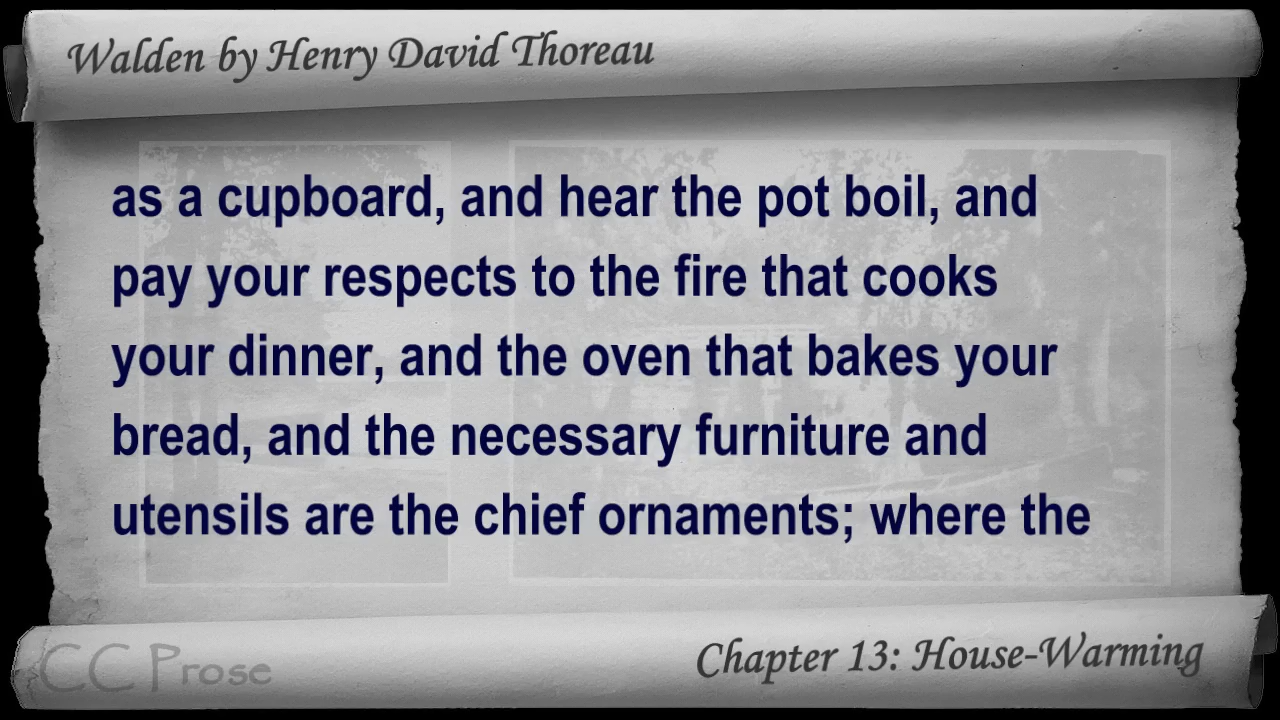 Walden by Henry David Thoreau
as a cupboard, and hear the pot boil, and
pay your respects to the fire that cooks
your dinner, and the oven that bakes your
bread, and the necessary furniture and
utensils are the chief ornaments; where the
CC Prose
Chapter 13: House-Warming